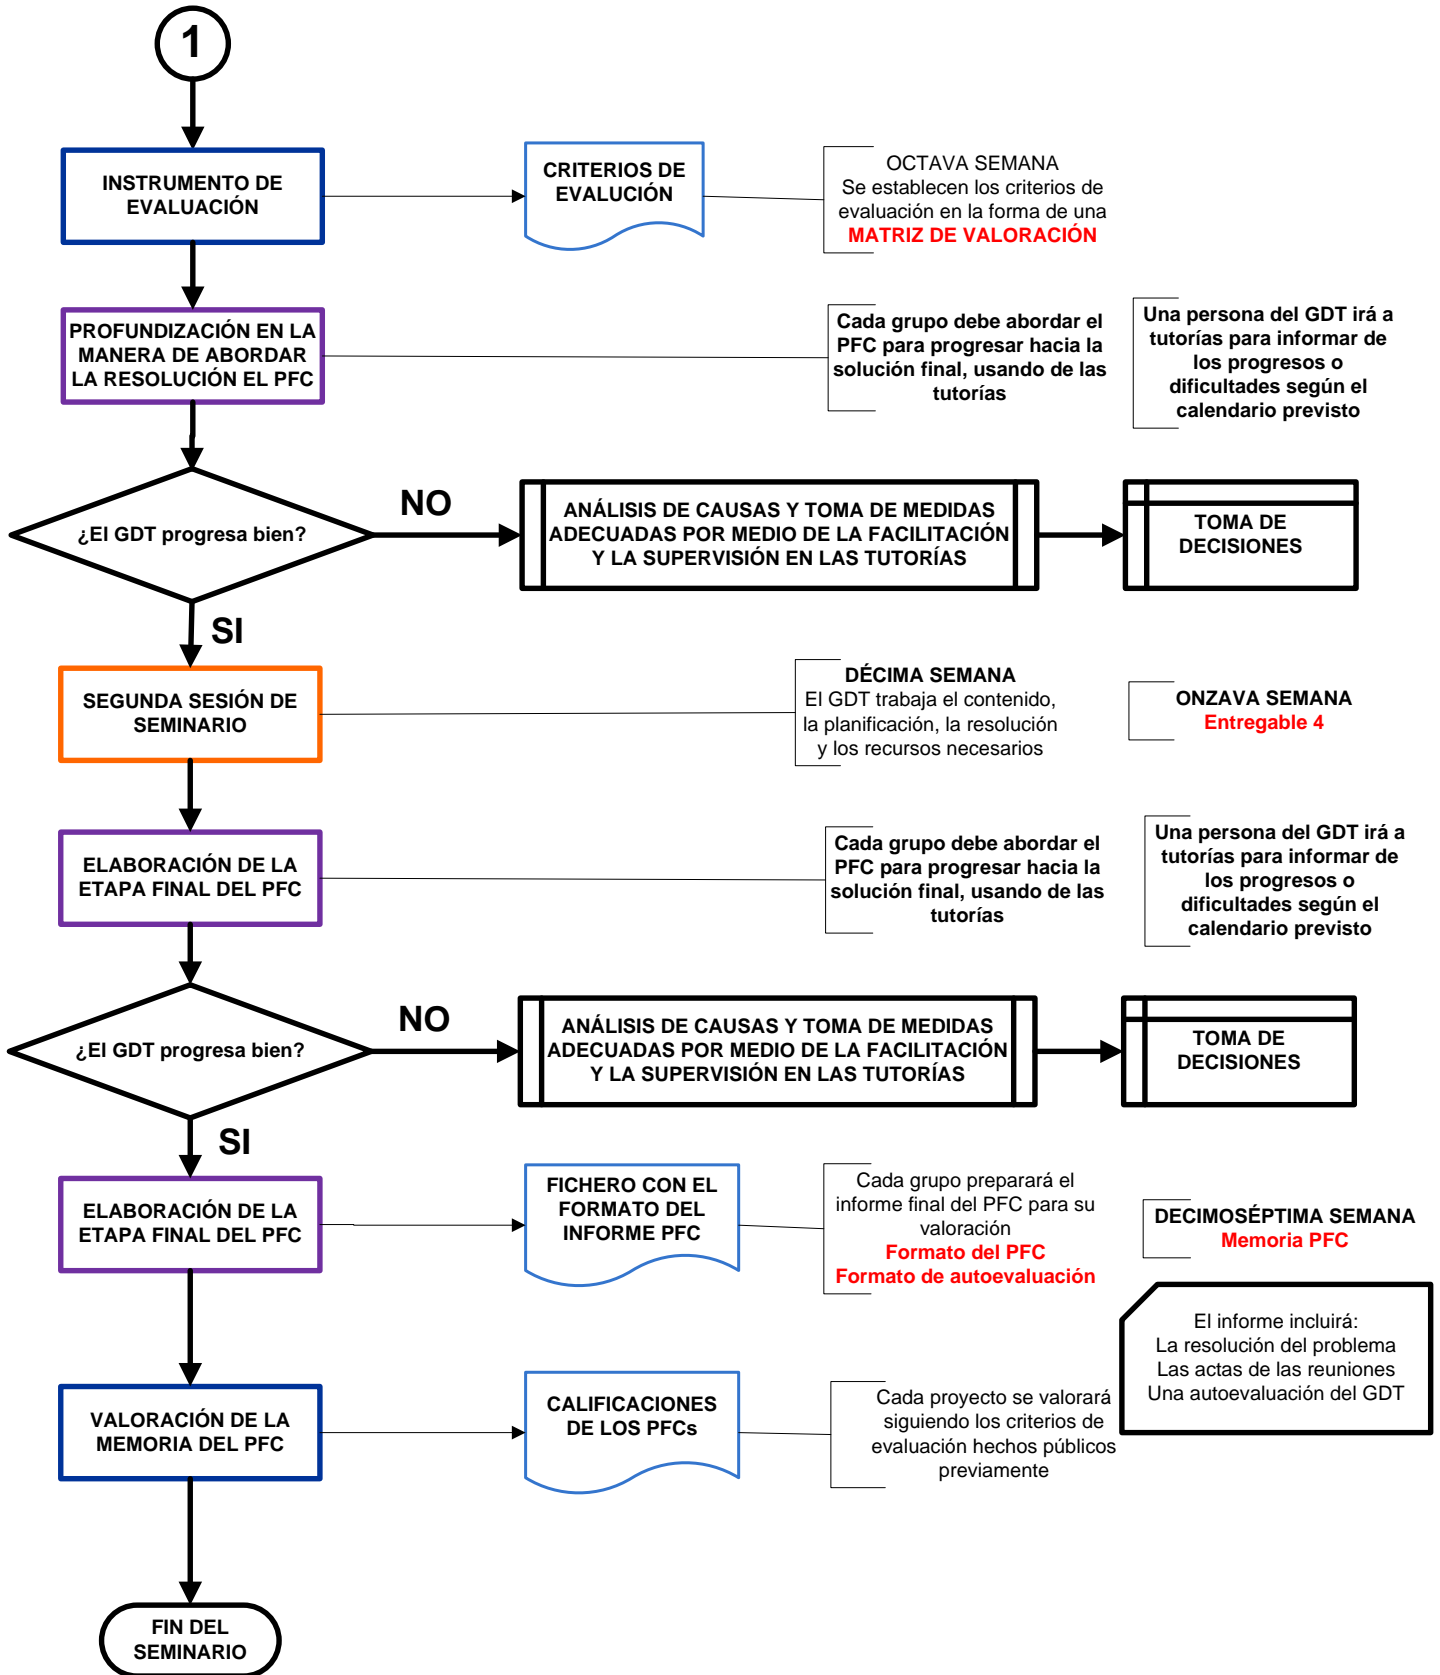 1
INSTRUMENTO DE
EVALUACIÓN
CRITERIOS DE
EVALUCIÓN
OCTAVA SEMANA
Se establecen los criterios de
evaluación en la forma de una
MATRIZ DE VALORACIÓN
PROFUNDIZACIÓN EN LA
MANERA DE ABORDAR
LA RESOLUCIÓN EL PFC
Cada grupo debe abordar el
PFC para progresar hacia la
solución final, usando de las
tutorías
Una persona del GDT irá a
tutorías para informar de
los progresos o
dificultades según el
calendario previsto
¿El GDT progresa bien?
NO
ANÁLISIS DE CAUSAS Y TOMA DE MEDIDAS
ADECUADAS POR MEDIO DE LA FACILITACIÓN
Y LA SUPERVISIÓN EN LAS TUTORÍAS
TOMA DE
DECISIONES
SI
SEGUNDA SESIÓN DE
SEMINARIO
DÉCIMA SEMANA
El GDT trabaja el contenido,
la planificación, la resolución
y los recursos necesarios
ONZAVA SEMANA
Entregable 4
ELABORACIÓN DE LA
ETAPA FINAL DEL PFC
Cada grupo debe abordar el
PFC para progresar hacia la
solución final, usando de las
tutorías
Una persona del GDT irá a
tutorías para informar de
los progresos o
dificultades según el
calendario previsto
¿El GDT progresa bien?
NO
ANÁLISIS DE CAUSAS Y TOMA DE MEDIDAS
ADECUADAS POR MEDIO DE LA FACILITACIÓN
Y LA SUPERVISIÓN EN LAS TUTORÍAS
TOMA DE
DECISIONES
SI
ELABORACIÓN DE LA
ETAPA FINAL DEL PFC
FICHERO CON EL
FORMATO DEL
INFORME PFC
Cada grupo preparará el
informe final del PFC para su
valoración
Formato del PFC
Formato de autoevaluación
DECIMOSÉPTIMA SEMANA
Memoria PFC
El informe incluirá:
La resolución del problema
Las actas de las reuniones
Una autoevaluación del GDT
VALORACIÓN DE LA
MEMORIA DEL PFC
CALIFICACIONES
DE LOS PFCs
Cada proyecto se valorará
siguiendo los criterios de
evaluación hechos públicos
previamente
FIN DEL
SEMINARIO